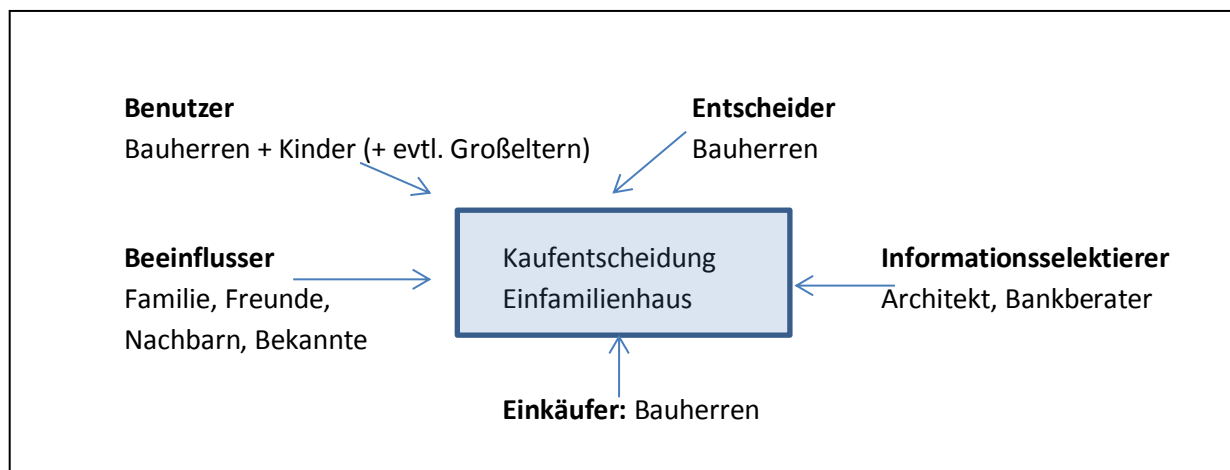 Benutzer
Bauherren + Kinder (+ evtl. Großeltern)
Entscheider
Bauherren
Beeinflusser
Familie, Freunde,
Nachbarn, Bekannte
Kaufentscheidung
Einfamilienhaus
Informationsselektierer
Architekt, Bankberater
Einkäufer: Bauherren